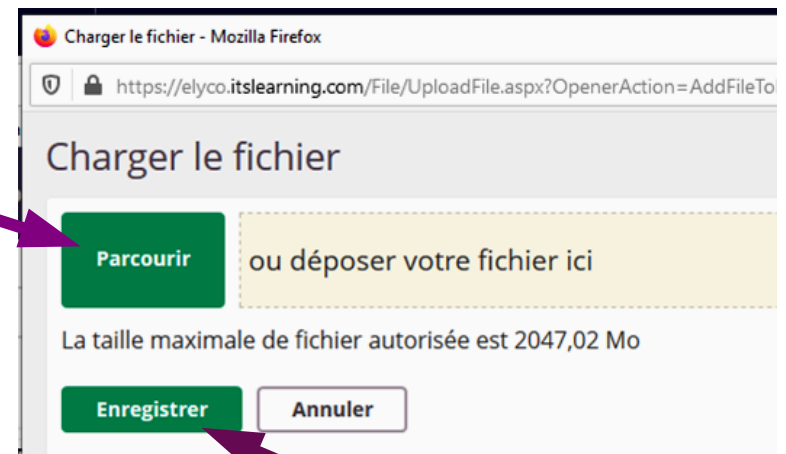 Charger le fichier - Mozilla Firefox
https://elyco.itslearning.com/File/UploadFile.aspx?OpenerAction=AddFileTo
Charger le fichier
Parcourir
ou déposer votre fichier ici
La taille maximale de fichier autorisée est 2047,02 Mo
Enregistrer
Annuler